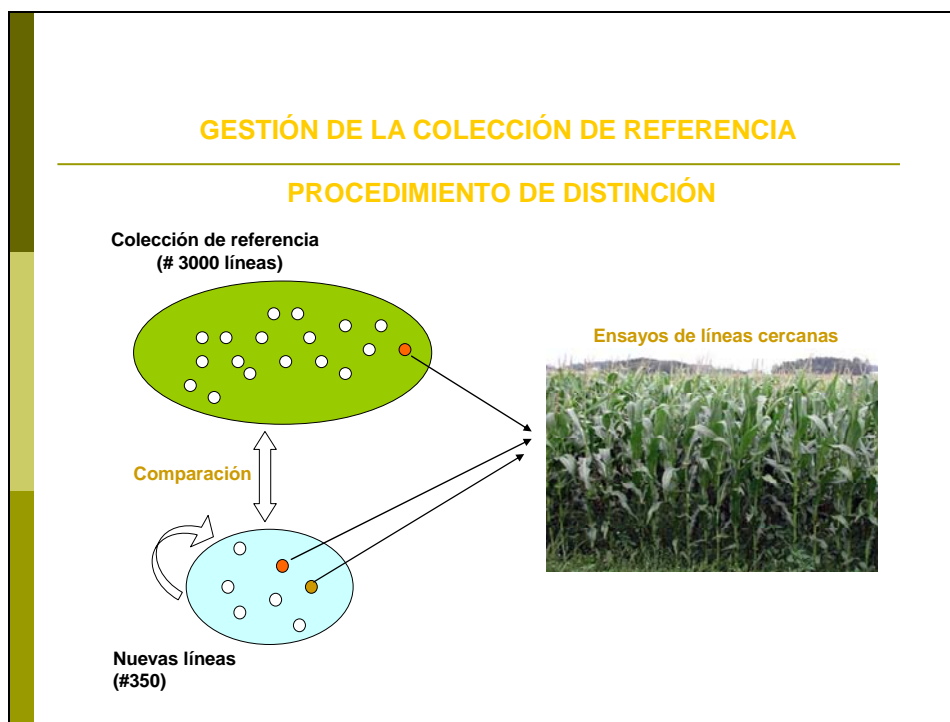 GESTIÓN DE LA COLECCIÓN DE REFERENCIA
PROCEDIMIENTO DE DISTINCIÓN
Colección de referencia
(# 3000 líneas)
Ensayos de líneas cercanas
Comparación
Nuevas líneas
(#350)